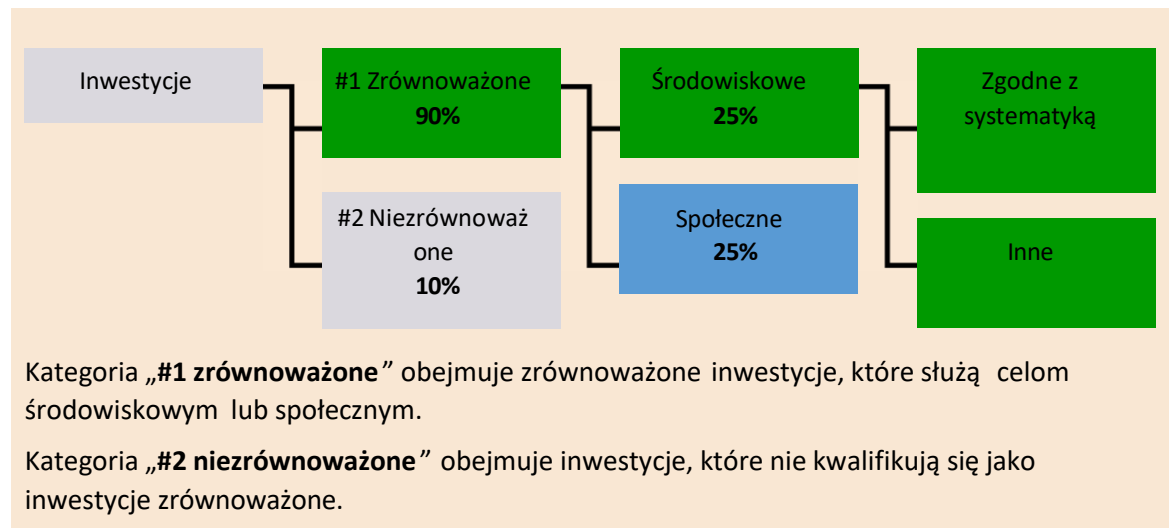 Inwestycje
#1 Zrównoważone
90%
#2 Niezrównoważ
one
10%
Środowiskowe
25%
Społeczne
25%
Zgodne z
systematyką
Inne
Kategoria „#1 zrównoważone” obejmuje zrównoważone inwestycje, które służą celom
środowiskowym lub społecznym.
Kategoria „#2 niezrównoważone” obejmuje inwestycje, które nie kwalifikują się jako
inwestycje zrównoważone.